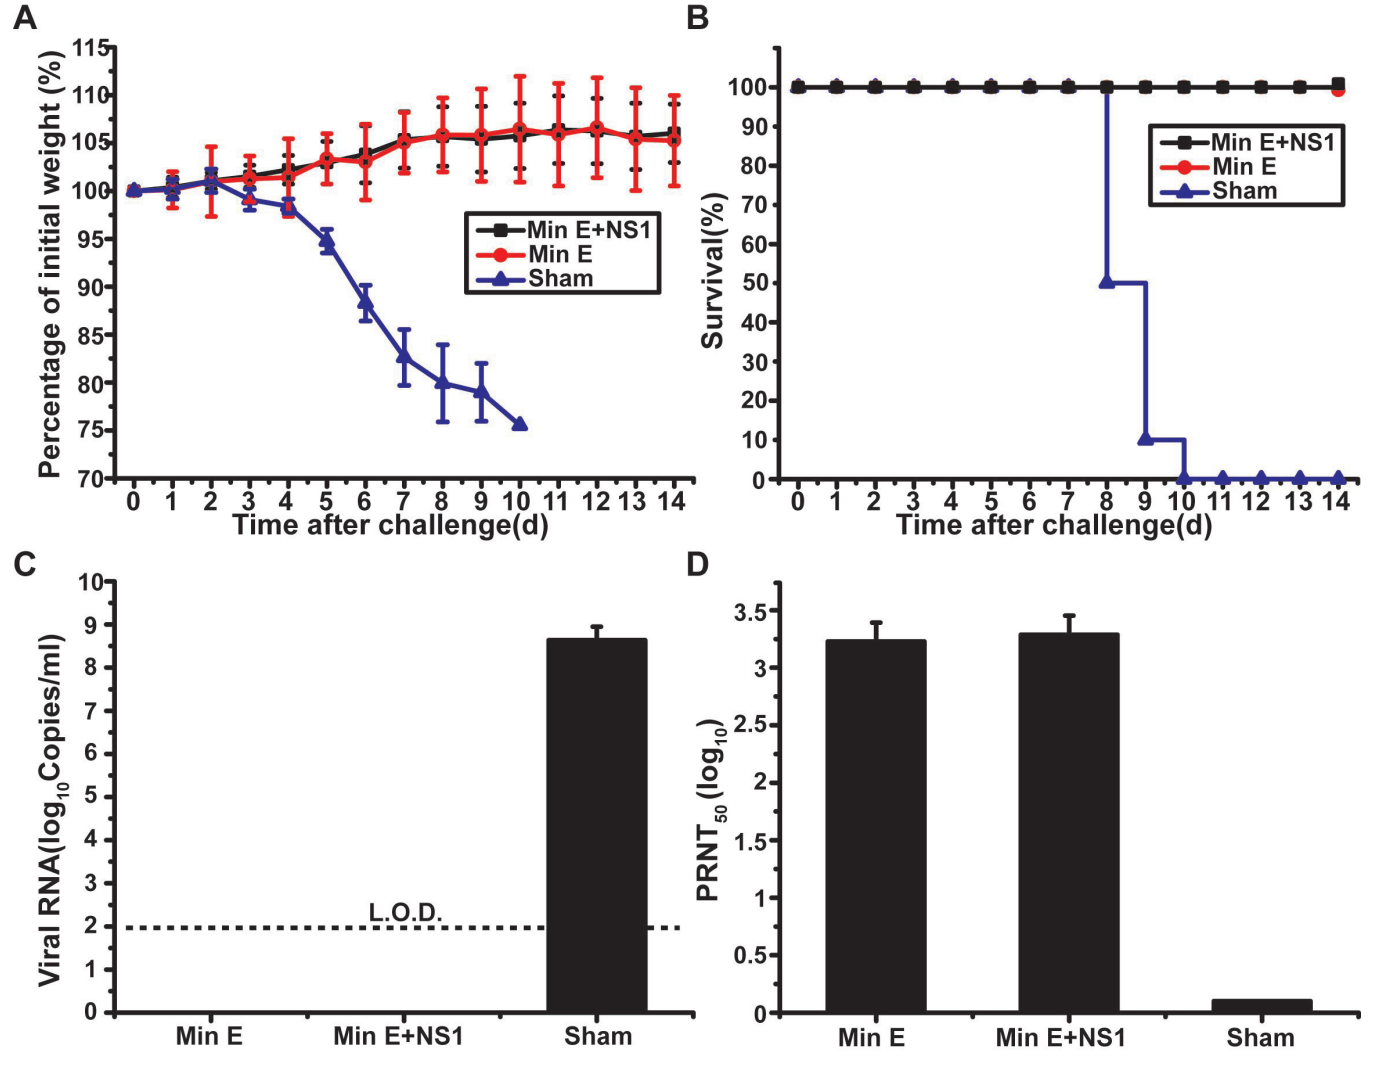 A
Percentage of initial weight (%)
115
110
105
100
95
90
85
80
75
70
Min E+NS1
Min E
Sham
0 1 2 3 4 5 6 7 8 9 10 11 12 13 14
Time after challenge(d)
B
Survival(%)
100
90
80
70
60
50
40
30
20
10
0
Min E+NS1
Min E
Sham
0 1 2 3 4 5 6 7 8 9 10 11 12 13 14
Time after challenge(d)
C
Viral RNA(log10Copies/ml)
10
9
8
7
6
5
4
3
2
1
0
L.O.D.
Min E Min E+NS1 Sham
D
PRNT50 (log10)
3.5
3
2.5
2
1.5
1
0.5
0
Min E Min E+NS1 Sham